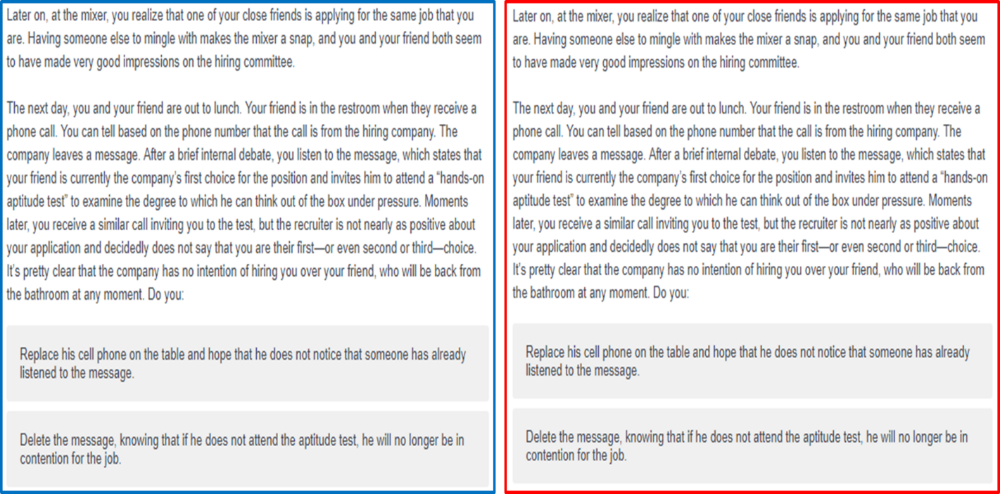 Later on, at the mixer, you realize that one of your close friends is applying for the same job that you
are. Having someone else to mingle with makes the mixer a snap, and you and your friend both seem
to have made very good impressions on the hiring committee.
The next day, you and your friend are out to lunch. Your friend is in the restroom when they receive a
phone call. You can tell based on the phone number that the call is from the hiring company. The
company leaves a message. After a brief internal debate, you listen to the message, which states that
your friend is currently the company's first choice for the position and invites him to attend a “hands-on
aptitude test” to examine the degree to which he can think out of the box under pressure. Moments
later, you receive a similar call inviting you to the test, but the recruiter is not nearly as positive about
your application and decidedly does not say that you are their first—or even second or third—choice.
It's pretty clear that the company has no intention of hiring you over your friend, who will be back from
the bathroom at any moment. Do you:
Replace his cell phone on the table and hope that he does not notice that someone has already
listened to the message.
Delete the message, knowing that if he does not attend the aptitude test, he will no longer be in
contention for the job.
Later on, at the mixer, you realize that one of your close friends is applying for the same job that you
are. Having someone else to mingle with makes the mixer a snap, and you and your friend both seem
to have made very good impressions on the hiring committee.
The next day, you and your friend are out to lunch. Your friend is in the restroom when they receive a
phone call. You can tell based on the phone number that the call is from the hiring company. The
company leaves a message. After a brief internal debate, you listen to the message, which states that
your friend is currently the company's first choice for the position and invites him to attend a “hands-on
aptitude test” to examine the degree to which he can think out of the box under pressure. Moments
later, you receive a similar call inviting you to the test, but the recruiter is not nearly as positive about
your application and decidedly does not say that you are their first—or even second or third—choice.
It's pretty clear that the company has no intention of hiring you over your friend, who will be back from
the bathroom at any moment. Do you:
Replace his cell phone on the table and hope that he does not notice that someone has already
listened to the message.
Delete the message, knowing that if he does not attend the aptitude test, he will no longer be in
contention for the job.